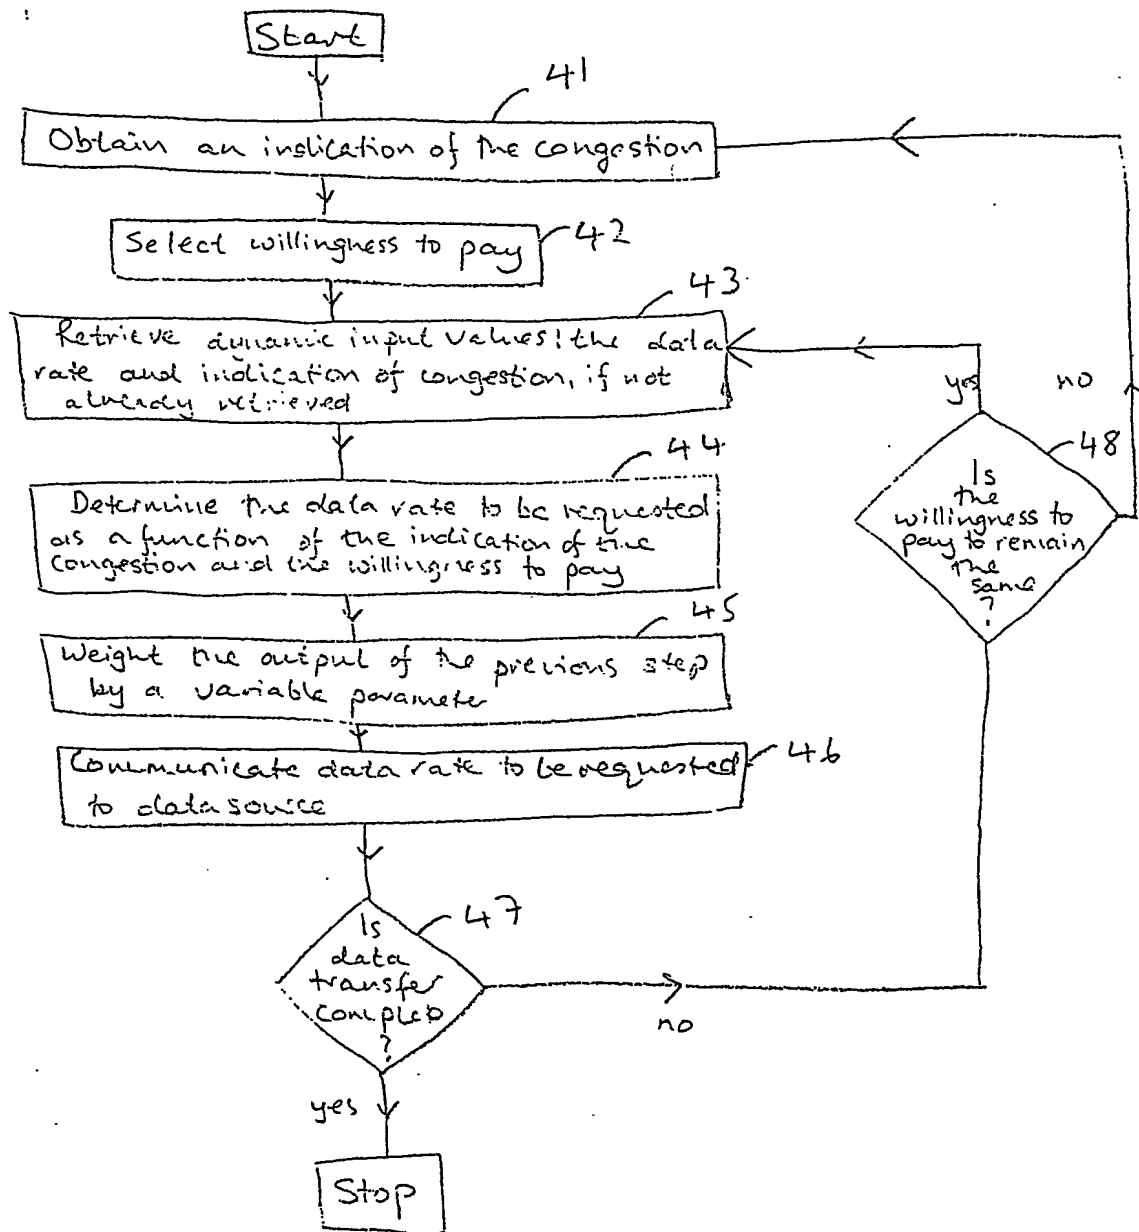 Start
41
Obtain an indication of the congestion
Select willingness to pay
42
43
Retrieve dynamic input values: the data
rate and indication of congestion, if not
already retrieved
44
Determine the data rate to be requested
as a function of the indication of the
congestion and the willingness to pay
45
Weight the output of the previous step
by a variable parameter
Communicate data rate to be requested
to data source
46
47
Is
data
transfer
complete
?
no
yes
Stop
48
Is
the
willingness to
pay to remain
the
same
?
yes
no